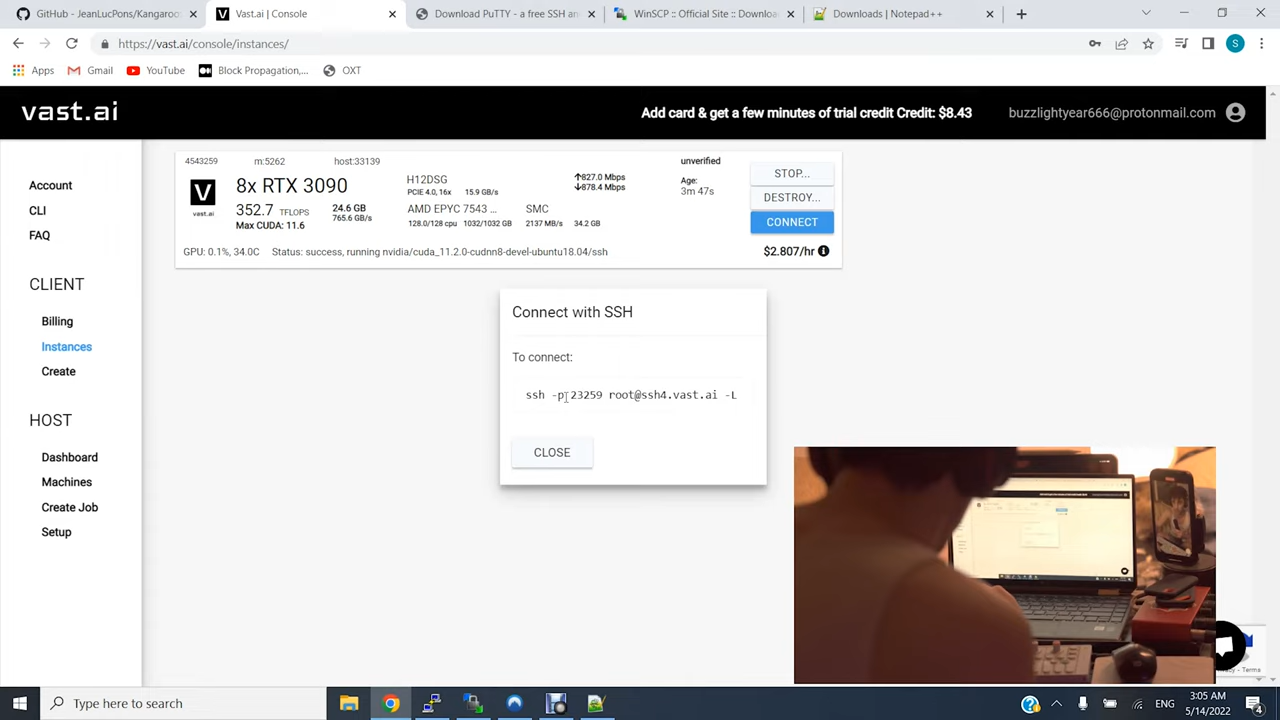 GitHub - JeanLucPons/Kangaroo
Vast.ai | Console
Download PuTTY - a free SSH an
WinSCP :: Official Site :: Downloa
Downloads | Notepad++
https://vast.ai/console/instances/
S
Apps
Gmail
YouTube
Block Propagation,...
OXT
vast.ai
Add card & get a few minutes of trial credit Credit: $8.43
buzzlightyear666@protonmail.com
Account
CLI
FAQ
CLIENT
Billing
Instances
Create
HOST
Dashboard
Machines
Create Job
Setup
4543259
m:5262
host:33139
V
vast.ai
8x RTX 3090
352.7 TFLOPS
Max CUDA: 11.6
24.6 GB
765.6 GB/s
H12DSG
PCIE 4.0, 16x 15.9 GB/s
827.0 Mbps
878.4 Mbps
AMD EPYC 7543 ...
128.0/128 cpu 1032/1032 GB
SMC
2137 MB/s 34.2 GB
unverified
Age:
3m 47s
STOP...
DESTROY...
CONNECT
$2.807/hr
GPU: 0.1%, 34.0C Status: success, running nvidia/cuda_11.2.0-cudnn8-devel-ubuntu18.04/ssh
Connect with SSH
To connect:
ssh -p 23259 root@ssh4.vast.ai -L
CLOSE
- Terms
Type here to search
3:05 AM
5/14/2022
4